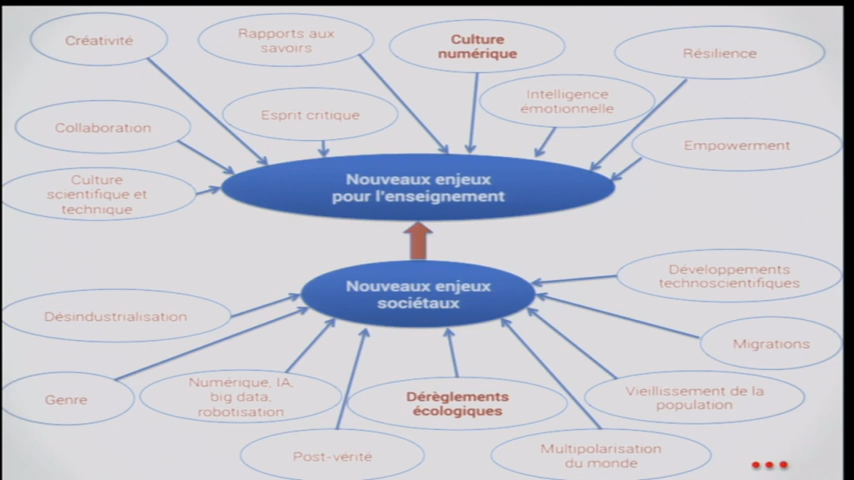 Créativité
Rapports aux
savoirs
Culture
numérique
Résilience
Intelligence
émotionnelle
Esprit critique
Collaboration
Empowerment
Culture
scientifique et
technique
Nouveaux enjeux
pour l'enseignement
Nouveaux enjeux
sociétaux
Développements
technoscientifiques
Désindustrialisation
Migrations
Genre
Numérique, IA,
big data,
robotisation
Dérèglements
écologiques
Vieillissement de la
population
Post-vérité
Multipolarisation
du monde